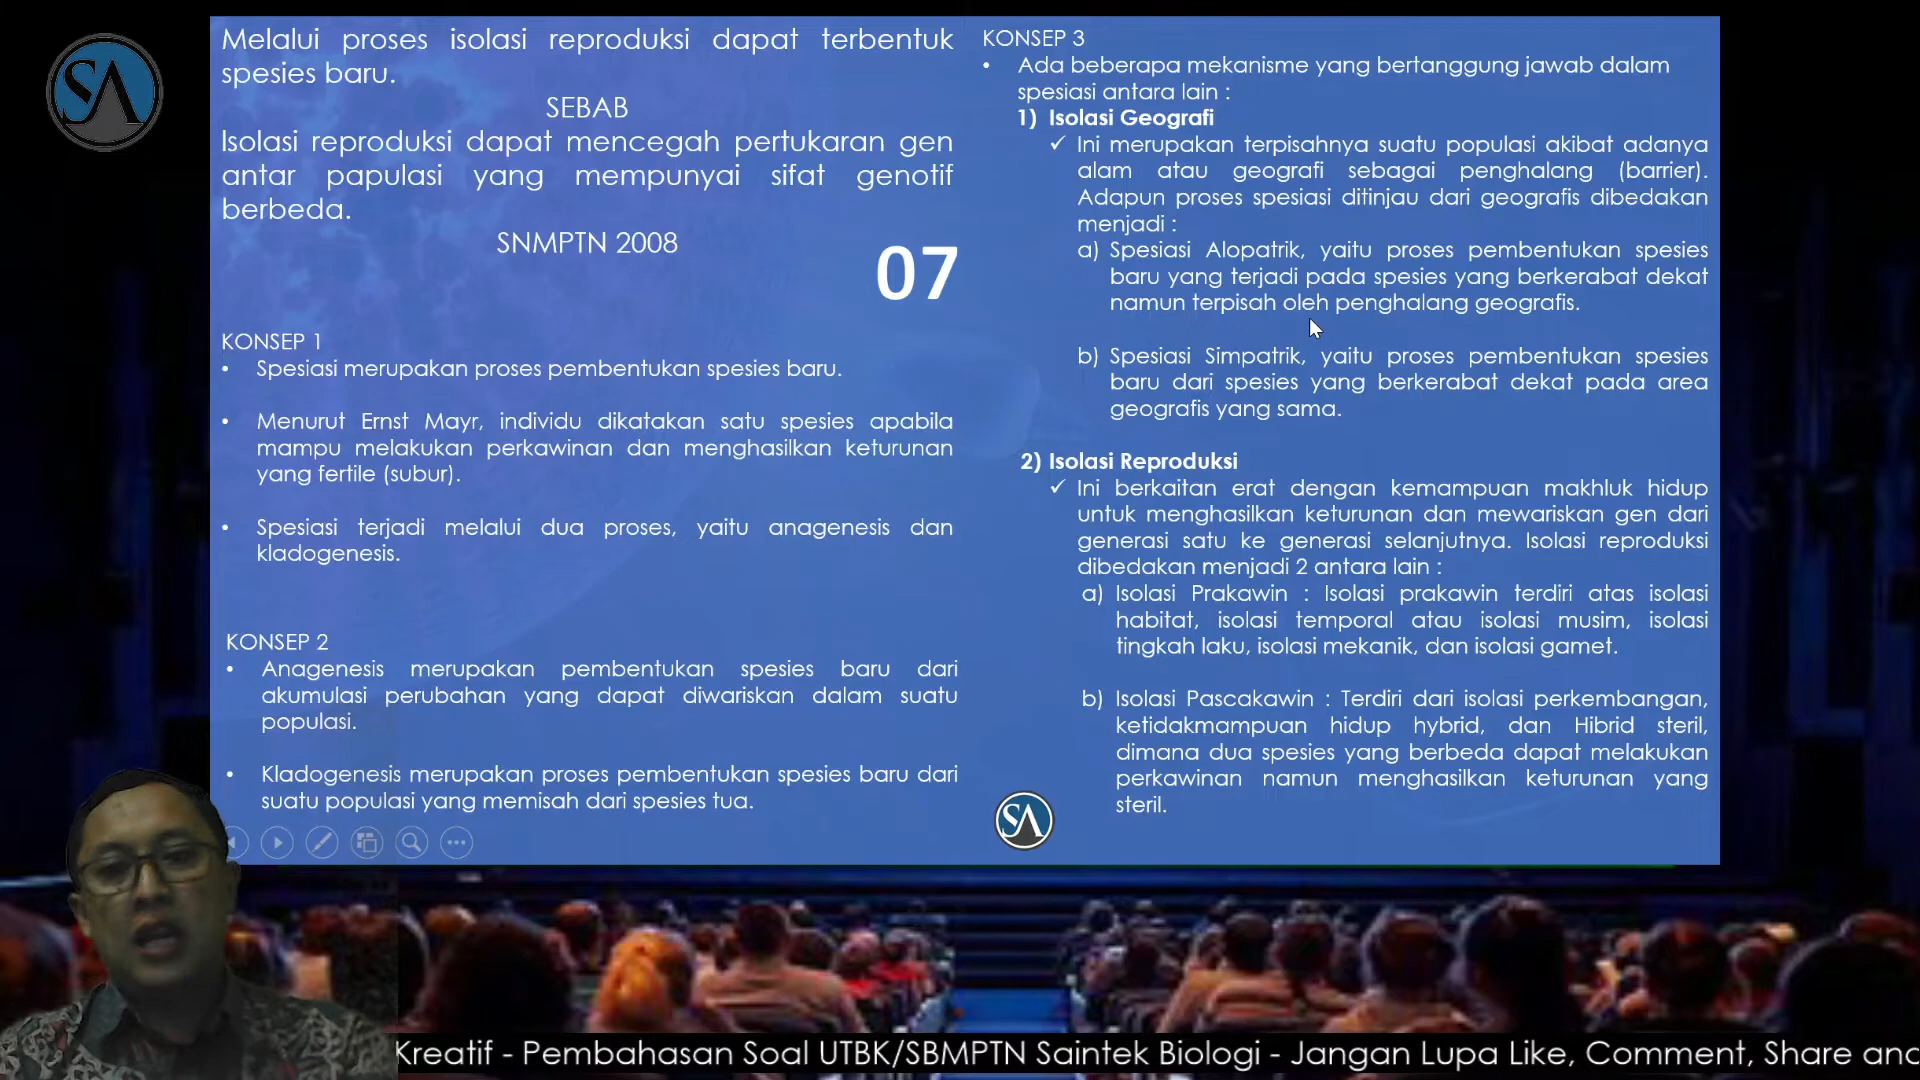 SA
Melalui proses isolasi reproduksi dapat terbentuk
spesies baru.
SEBAB
Isolasi reproduksi dapat mencegah pertukaran gen
antar papulasi yang mempunyai sifat genotif
berbeda.
SNMPTN 2008
07
KONSEP 1
• Spesiasi merupakan proses pembentukan spesies baru.
• Menurut Ernst Mayr, individu dikatakan satu spesies apabila
mampu melakukan perkawinan dan menghasilkan keturunan
yang fertile (subur).
• Spesiasi terjadi melalui dua proses, yaitu anagenesis dan
kladogenesis.
KONSEP 2
• Anagenesis merupakan pembentukan spesies baru dari
akumulasi perubahan yang dapat diwariskan dalam suatu
populasi.
• Kladogenesis merupakan proses pembentukan spesies baru dari
suatu populasi yang memisah dari spesies tua.
KONSEP 3
• Ada beberapa mekanisme yang bertanggung jawab dalam
spesiasi antara lain :
1) Isolasi Geografi
✓ Ini merupakan terpisahnya suatu populasi akibat adanya
alam atau geografi sebagai penghalang (barrier).
Adapun proses spesiasi ditinjau dari geografis dibedakan
menjadi :
a) Spesiasi Alopatrik, yaitu proses pembentukan spesies
baru yang terjadi pada spesies yang berkerabat dekat
namun terpisah oleh penghalang geografis.
b) Spesiasi Simpatrik, yaitu proses pembentukan spesies
baru dari spesies yang berkerabat dekat pada area
geografis yang sama.
2) Isolasi Reproduksi
✓ Ini berkaitan erat dengan kemampuan makhluk hidup
untuk menghasilkan keturunan dan mewariskan gen dari
generasi satu ke generasi selanjutnya. Isolasi reproduksi
dibedakan menjadi 2 antara lain :
a) Isolasi Prakawin : Isolasi prakawin terdiri atas isolasi
habitat, isolasi temporal atau isolasi musim, isolasi
tingkah laku, isolasi mekanik, dan isolasi gamet.
b) Isolasi Pascakawin : Terdiri dari isolasi perkembangan,
ketidakmampuan hidup hybrid, dan Hibrid steril,
dimana dua spesies yang berbeda dapat melakukan
perkawinan namun menghasilkan keturunan yang
steril.
SA
Kreatif - Pembahasan Soal UTBK/SBMPTN Saintek Biologi - Jangan Lupa Like, Comment, Share and